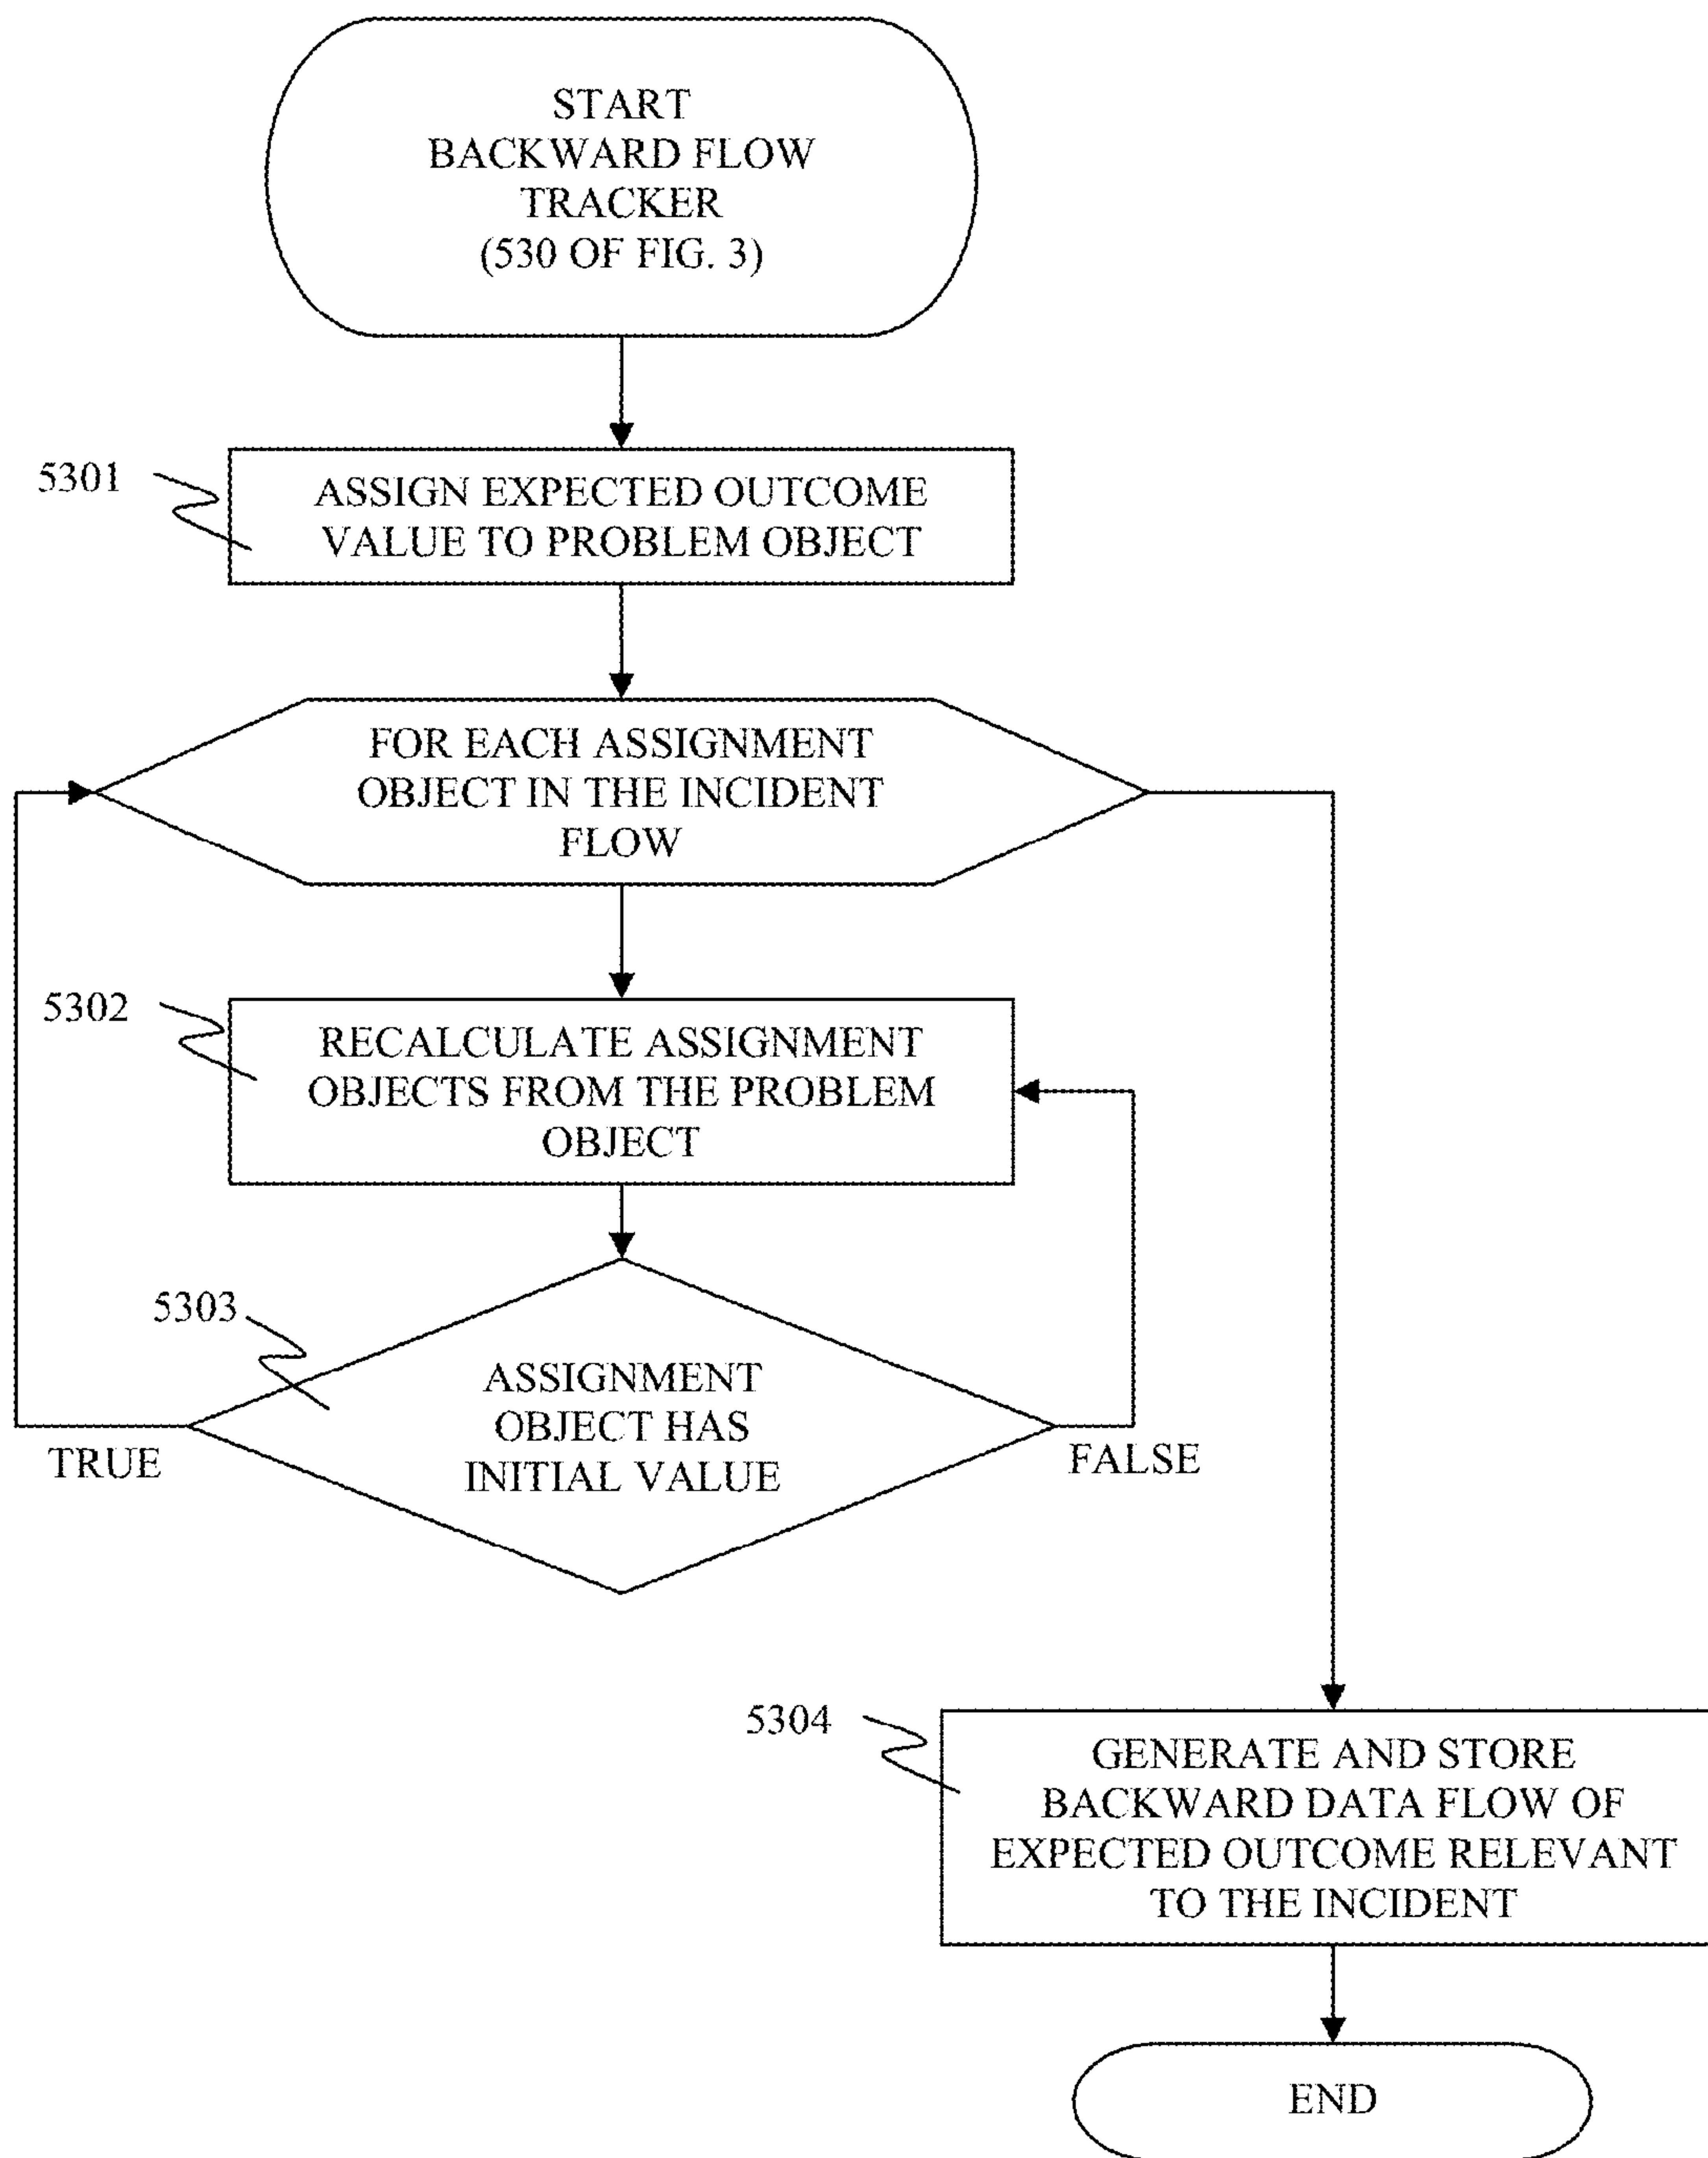 START
BACKWARD FLOW
TRACKER
(530 OF FIG. 3)
5301
ASSIGN EXPECTED OUTCOME
VALUE TO PROBLEM OBJECT
FOR EACH ASSIGNMENT
OBJECT IN THE INCIDENT
FLOW
5302
RECALCULATE ASSIGNMENT
OBJECTS FROM THE PROBLEM
OBJECT
5303
ASSIGNMENT
OBJECT HAS
INITIAL VALUE
TRUE
FALSE
5304
GENERATE AND STORE
BACKWARD DATA FLOW OF
EXPECTED OUTCOME RELEVANT
TO THE INCIDENT
END